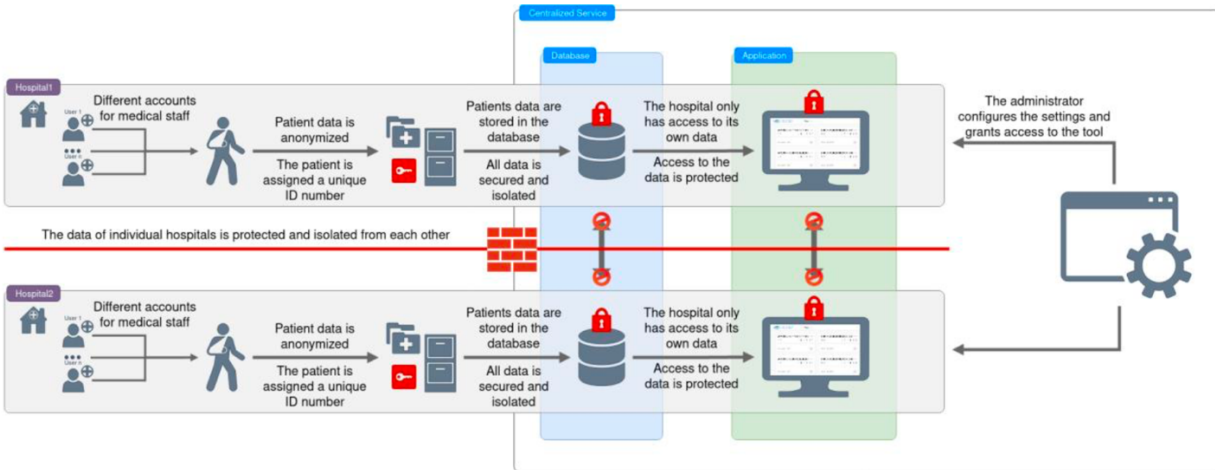 Centralized Service
Database
Application
Hospital1
User 1
User n
Different accounts
for medical staff
Patient data is
anonymized
The patient is
assigned a unique
ID number
Patients data are
stored in the
database
All data is
secured and
isolated
The hospital only
has access to its
own data
Access to the
data is protected
The administrator
configures the settings and
grants access to the tool
The data of individual hospitals is protected and isolated from each other
Hospital2
User 1
User n
Different accounts
for medical staff
Patient data is
anonymized
The patient is
assigned a unique
ID number
Patients data are
stored in the
database
All data is
secured and
isolated
The hospital only
has access to its
own data
Access to the
data is protected